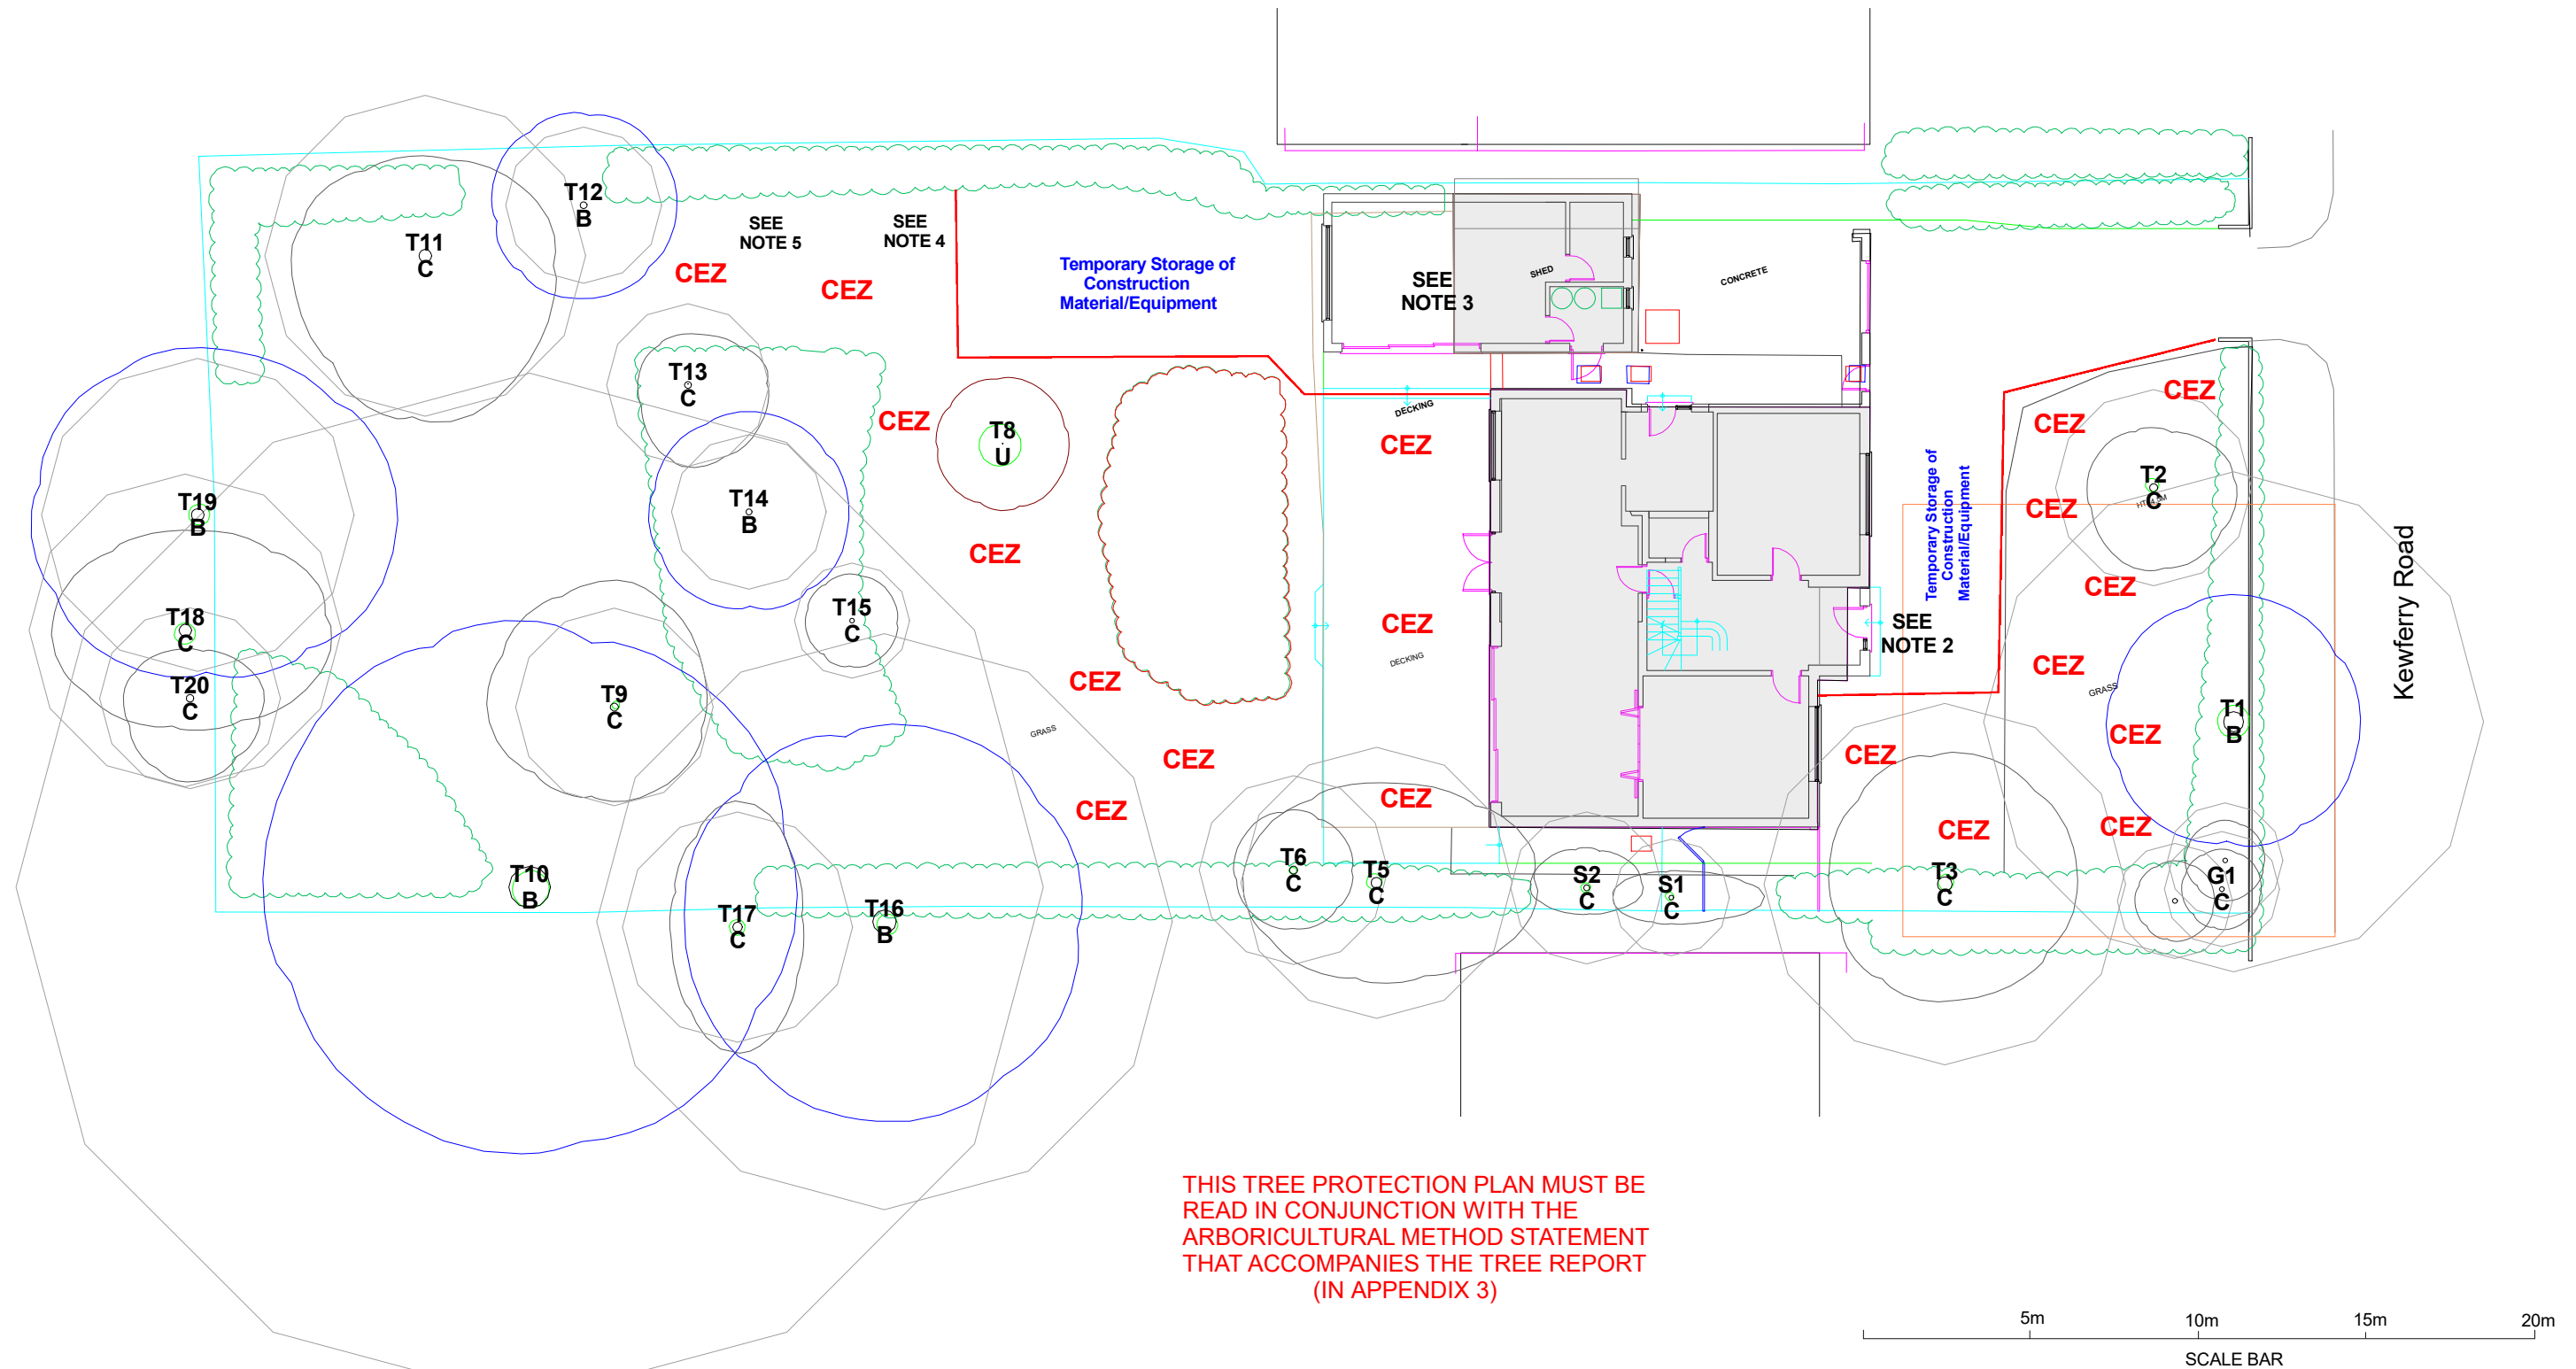 T12
B
T11
C
SEE
NOTE 5
SEE
NOTE 4
CEZ
CEZ
Temporary Storage of
Construction
Material/Equipment
SEE
NOTE 3
SHED
CONCRETE
T13
C
T8
U
CEZ
DECKING
CEZ
CEZ
CEZ
T2
C
CEZ
T19
B
T14
B
CEZ
Temporary Storage of
Construction
Material/Equipment
Kewferry Road
CEZ
T18
C
T15
C
CEZ
DECKING
SEE
NOTE 2
CEZ
T20
C
T9
C
CEZ
GRASS
GRASS
T1
B
CEZ
CEZ
CEZ
CEZ
CEZ
CEZ
CEZ
T10
B
T17
C
T16
B
T6
C
T5
C
S2
C
S1
C
T3
C
G1
C
THIS TREE PROTECTION PLAN MUST BE
READ IN CONJUNCTION WITH THE
ARBORICULTURAL METHOD STATEMENT
THAT ACCOMPANIES THE TREE REPORT
(IN APPENDIX 3)
5m
10m
15m
20m
SCALE BAR